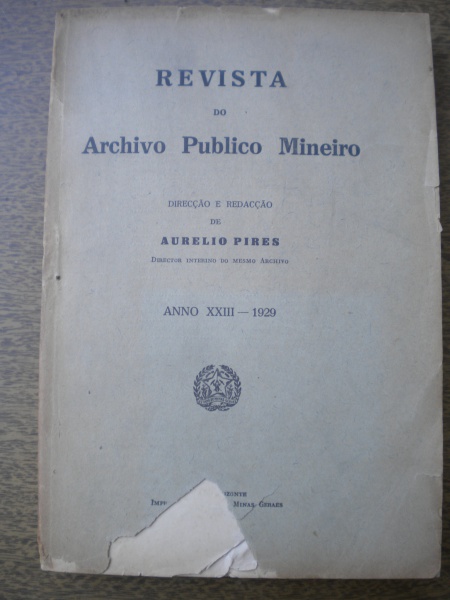 REVISTA
DO
Archivo Publico Mineiro
DIRECÇÃO E REDACÇÃO
DE
AURELIO PIRES
DIRECTOR INTERINO DO MESMO ARCHIVO
ANNO XXIII — 1929
MINAS GERAES